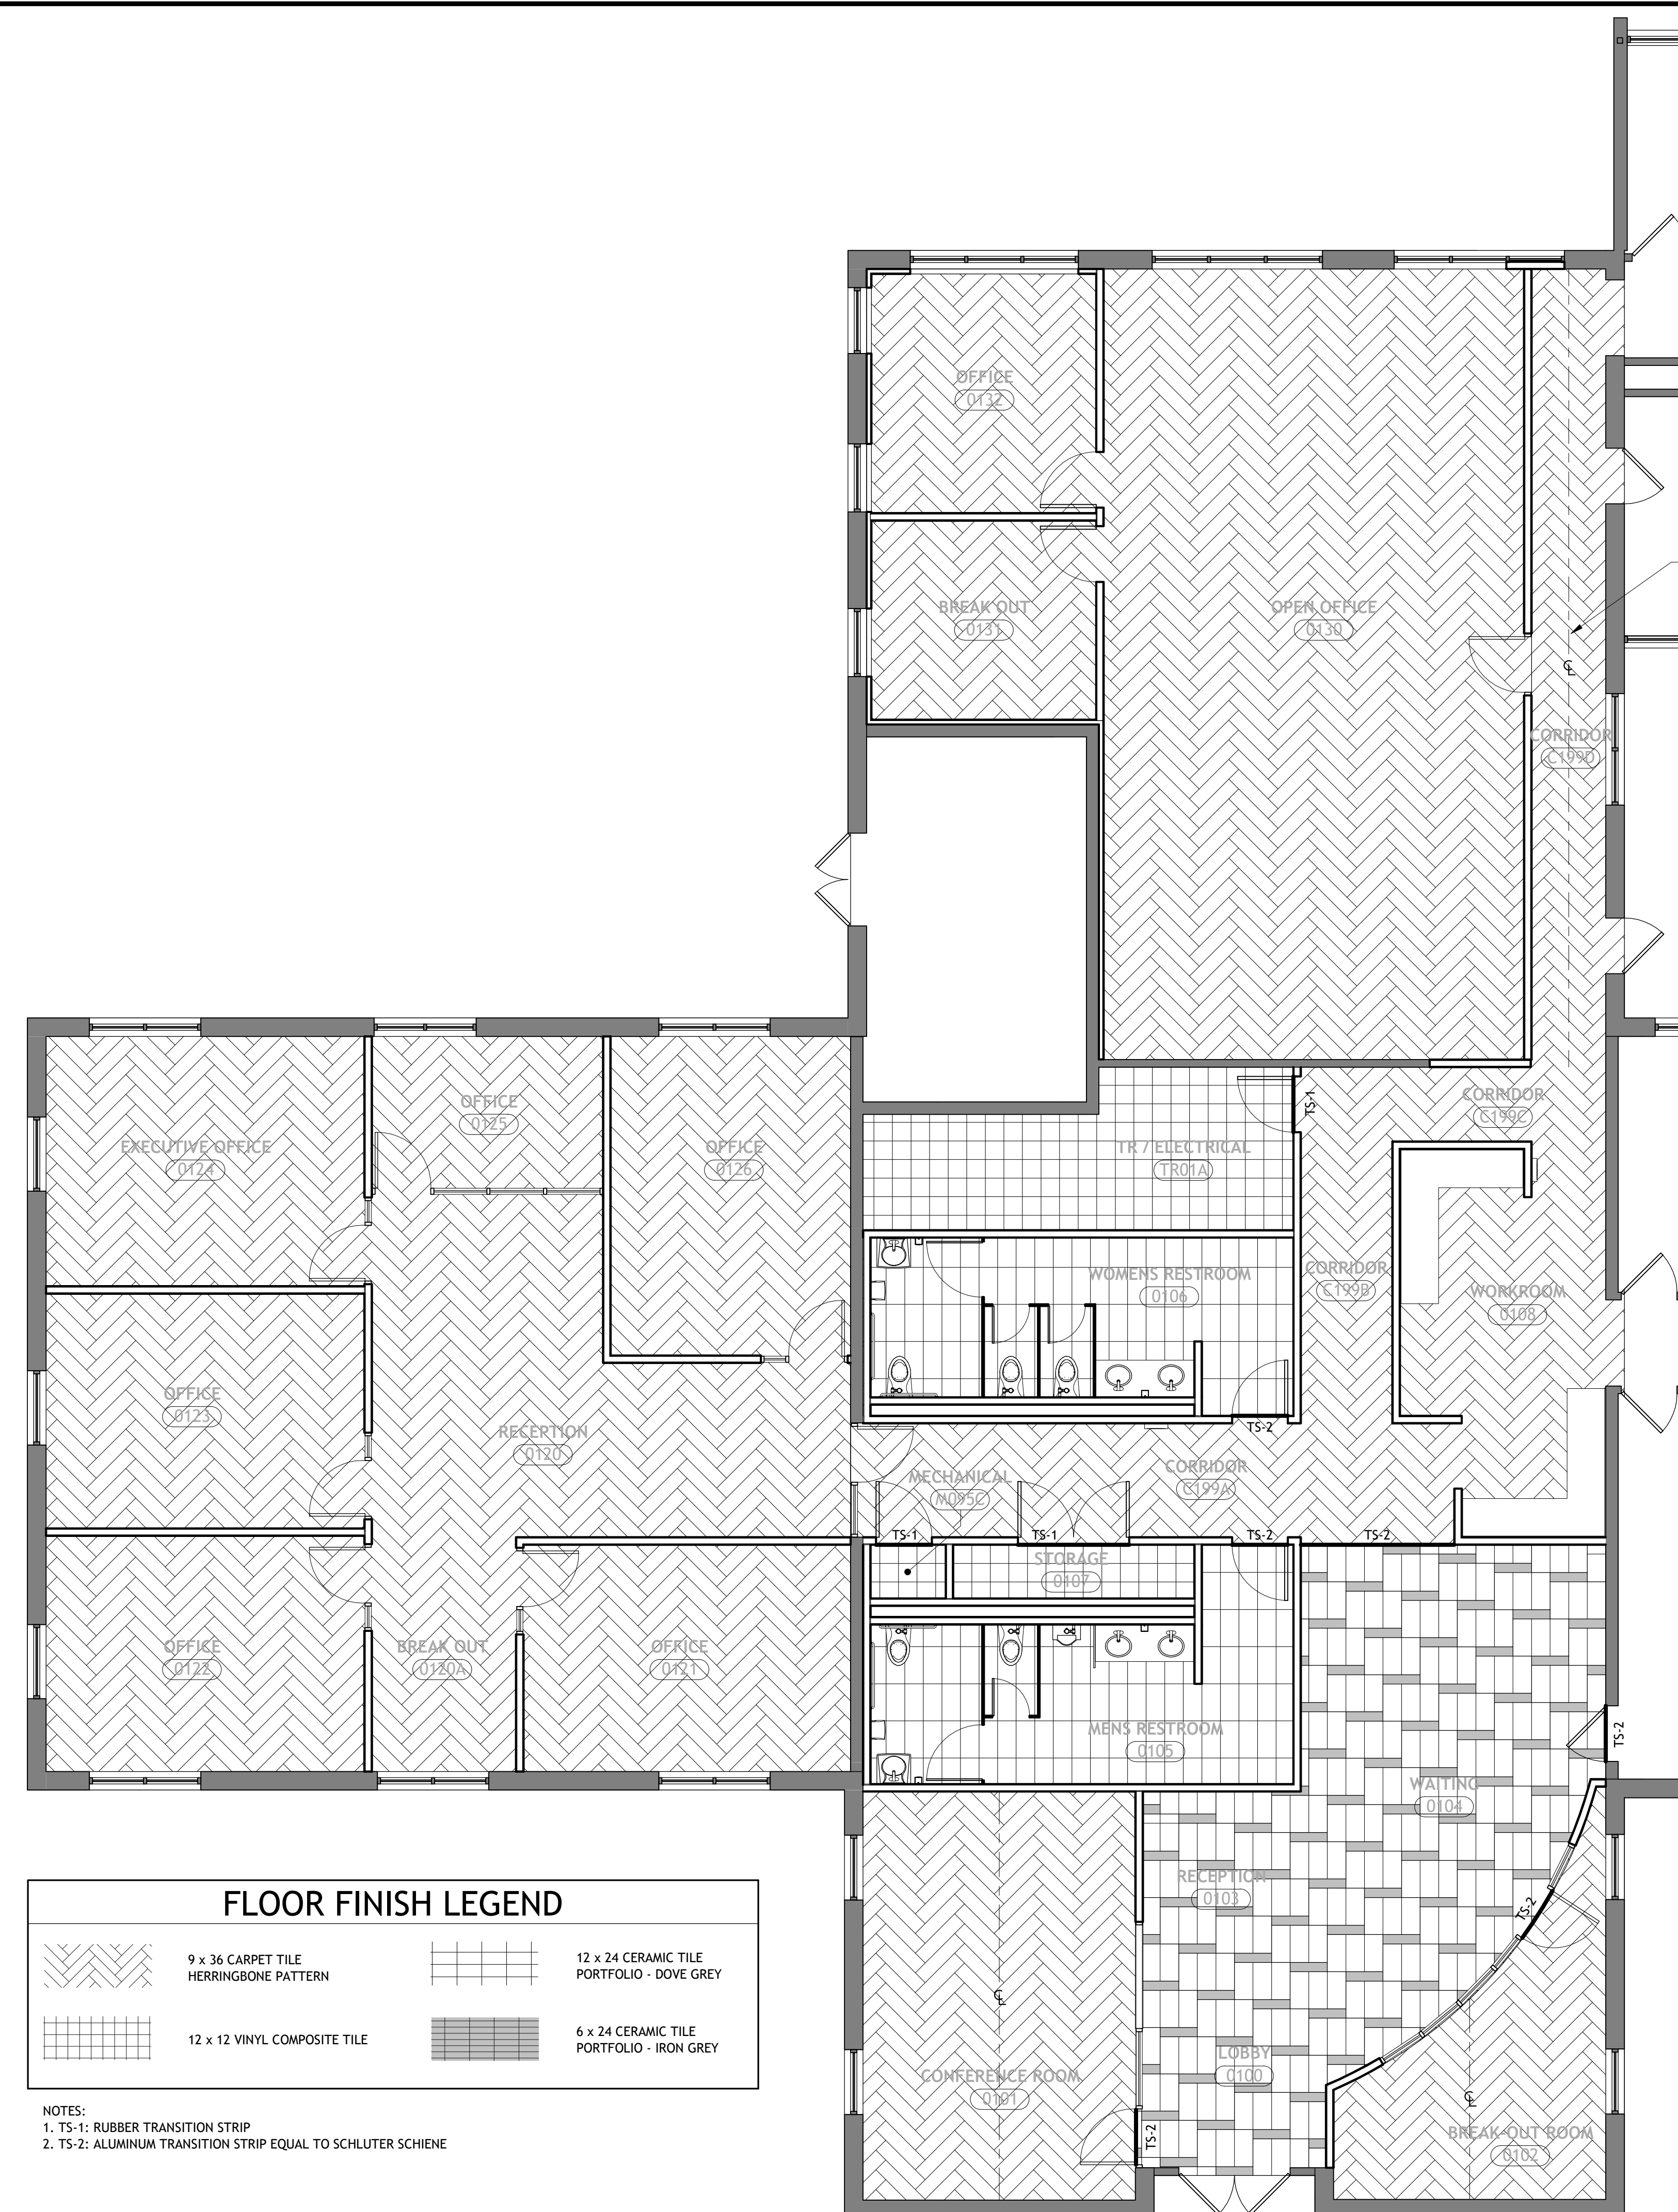 OFFICE
0132
BREAK OUT
0131
OPEN OFFICE
0130
℄
CORRIDOR
C199D
OFFICE
0125
CORRIDOR
C199C
TS-1
EXECUTIVE OFFICE
0124
OFFICE
0126
TR / ELECTRICAL
TR01A
WOMENS RESTROOM
0106
CORRIDOR
C199B
WORKROOM
0108
OFFICE
0123
RECEPTION
0120
TS-2
MECHANICAL
M095C
CORRIDOR
C199A
TS-1
TS-1
TS-2
TS-2
STORAGE
0107
OFFICE
0122
BREAK OUT
0120A
OFFICE
0121
MENS RESTROOM
0105
TS-2
WAITING
0104
RECEPTION
0103
TS-2
℄
LOBBY
0100
CONFERENCE ROOM
0101
℄
TS-2
BREAK-OUT ROOM
0102
FLOOR FINISH LEGEND
9 x 36 CARPET TILE
HERRINGBONE PATTERN
12 x 24 CERAMIC TILE
PORTFOLIO - DOVE GREY
12 x 12 VINYL COMPOSITE TILE
6 x 24 CERAMIC TILE
PORTFOLIO - IRON GREY
NOTES:
1. TS-1: RUBBER TRANSITION STRIP
2. TS-2: ALUMINUM TRANSITION STRIP EQUAL TO SCHLUTER SCHIENE